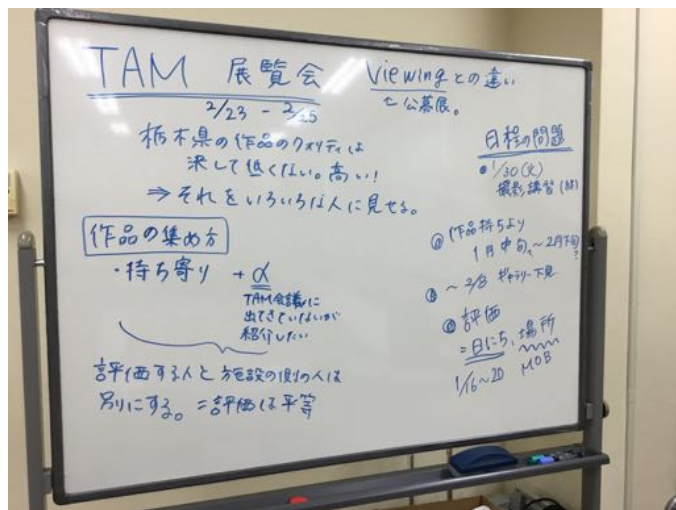 TAM 展覧会
2/23 - 2/25
Viewingとの違い
公募展。
栃木県の作品のクオリティは
決して低くない。高い!
⇒ それをいろいろな人に見せる。
作品の集め方
・持ち寄り + α
TAM会議に
出てきていないが
紹介したい
評価する人と施設の側の人は
別にする。=評価は平等
日程の問題
1/30(火)
撮影講習
@ 作品持ちより
1月中旬、~2月下旬
?
~2/3 ギャラリー下見
評価
=日にち、場所
1/16~20 MOB